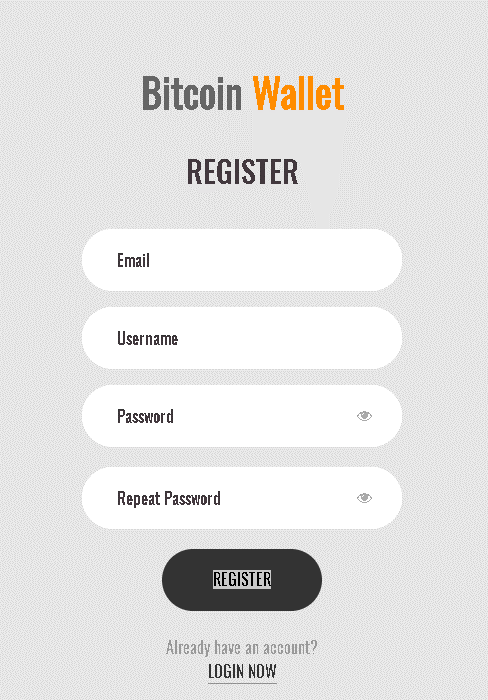 Bitcoin Wallet
REGISTER
Email
Username
Password
Repeat Password
REGISTER
Already have an account?
LOGIN NOW